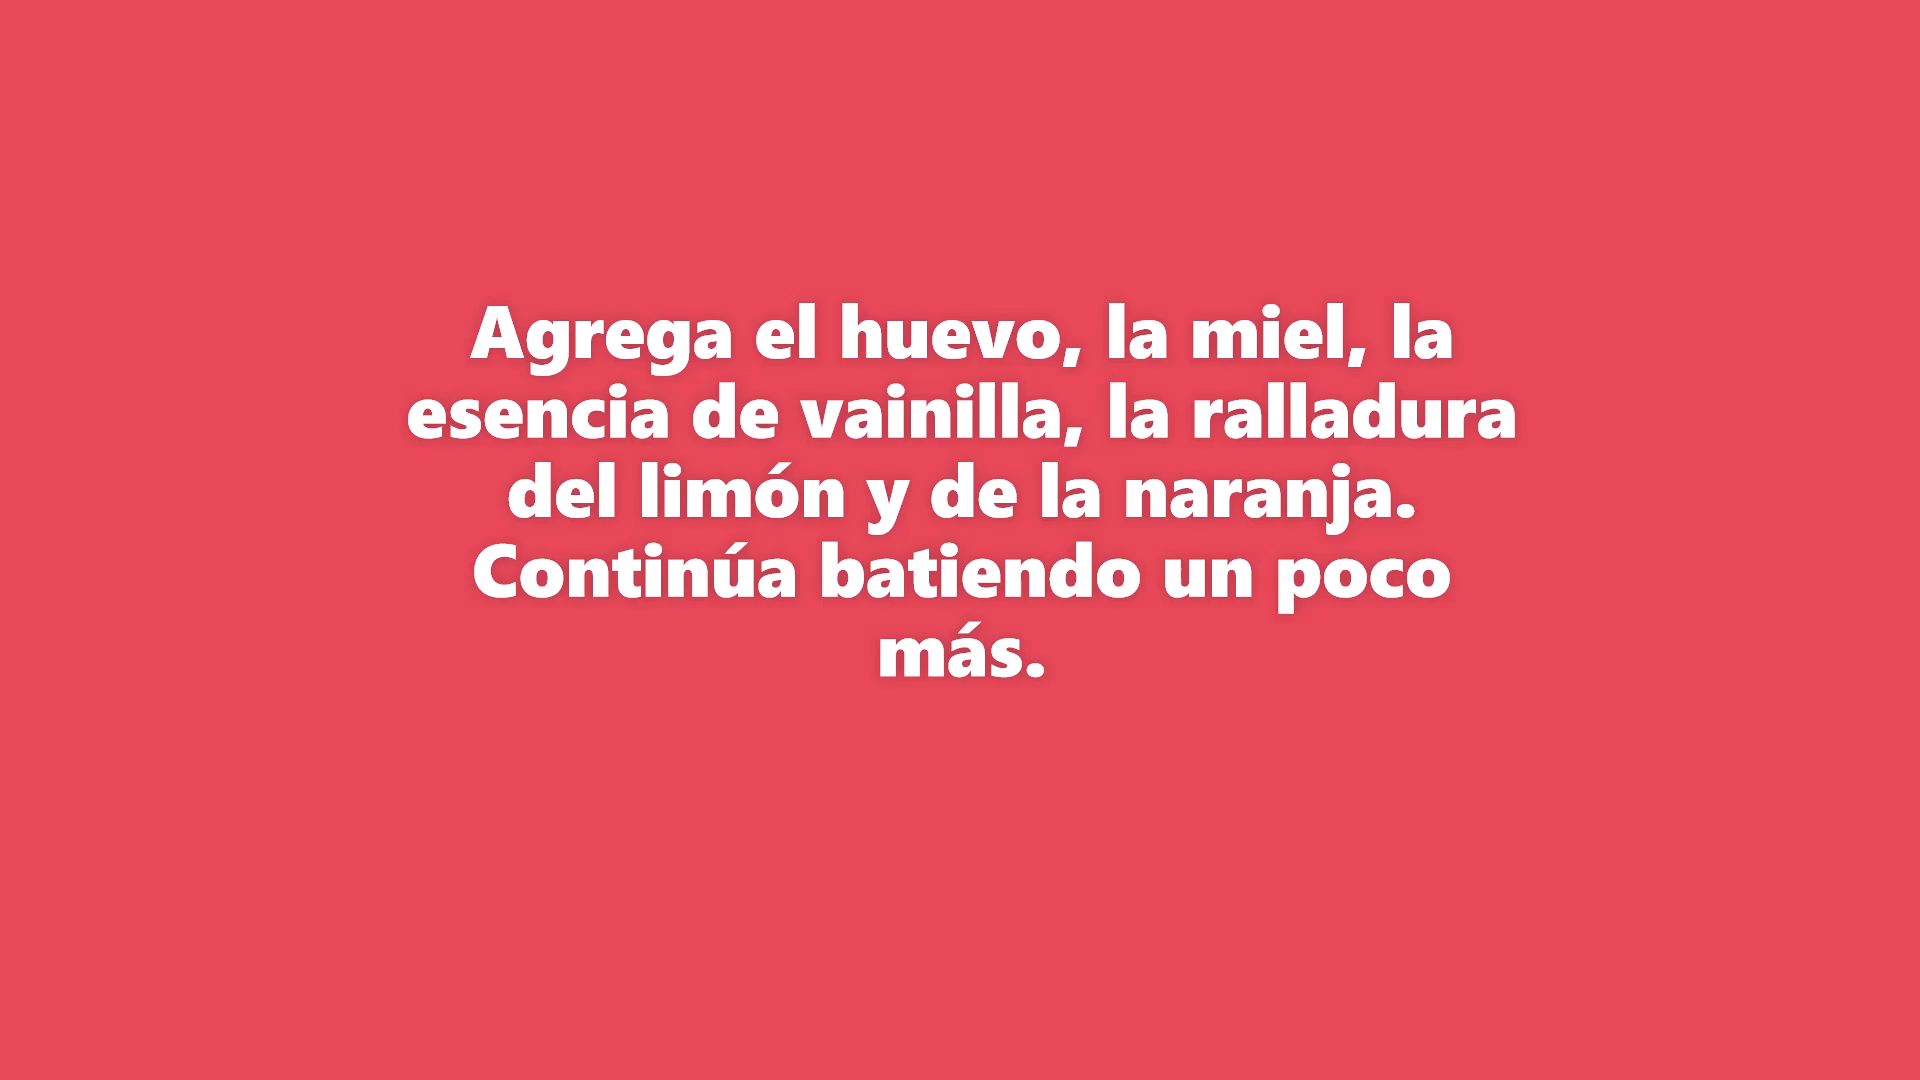 Agrega el huevo, la miel, la
esencia de vainilla, la ralladura
del limón y de la naranja.
Continúa batiendo un poco
más.